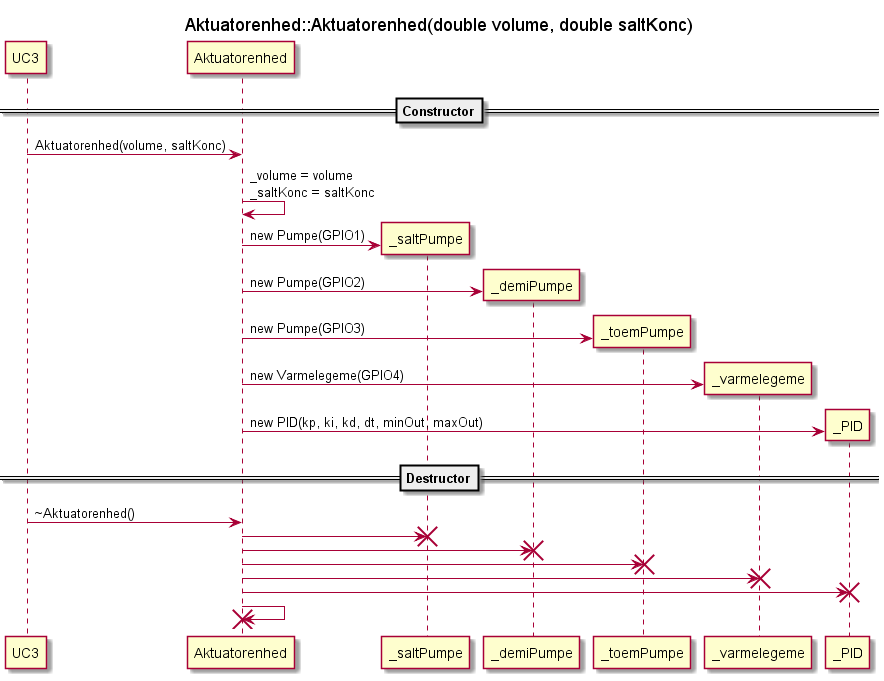 Aktuatorenhed::Aktuatorenhed(double volume, double saltKonc)
UC3
Aktuatorenhed
Constructor
Aktuatorenhed(volume, saltKonc)
_volume = volume
_saltKonc = saltKonc
new Pumpe(GPIO1)
_saltPumpe
new Pumpe(GPIO2)
_demiPumpe
new Pumpe(GPIO3)
_toemPumpe
new Varmelegeme(GPIO4)
_varmelegeme
new PID(kp, ki, kd, dt, minOut, maxOut)
_PID
Destructor
~Aktuatorenhed()
UC3
Aktuatorenhed
_saltPumpe
_demiPumpe
_toemPumpe
_varmelegeme
_PID